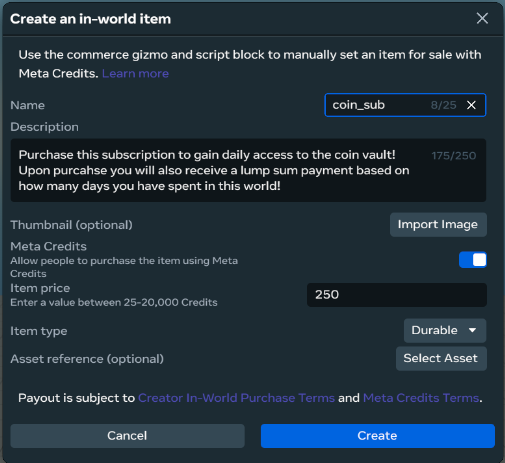 Create an in-world item
Use the commerce gizmo and script block to manually set an item for sale with
Meta Credits. Learn more
Name
coin_sub 8/25
Description
Purchase this subscription to gain daily access to the coin vault! 175/250
Upon purcahse you will also receive a lump sum payment based on
how many days you have spent in this world!
Thumbnail (optional)
Import Image
Meta Credits
Allow people to purchase the item using Meta
Credits
Item price
Enter a value between 25-20,000 Credits
250
Item type
Durable
Asset reference (optional)
Select Asset
Payout is subject to Creator In-World Purchase Terms and Meta Credits Terms.
Cancel
Create